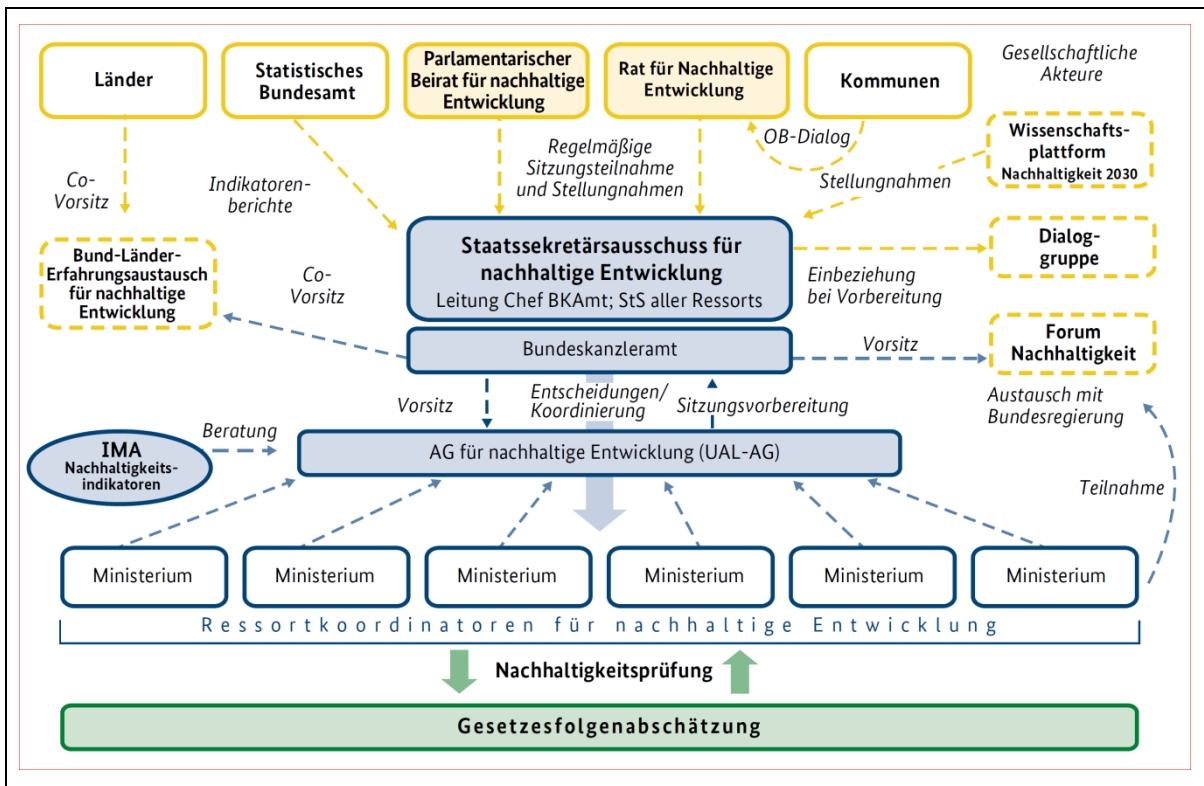 Länder
Statistisches
Bundesamt
Parlamentarischer
Beirat für nachhaltige
Entwicklung
Rat für Nachhaltige
Entwicklung
Kommunen
Gesellschaftliche
Akteure
OB-Dialog
Wissenschafts-
plattform
Nachhaltigkeit 2030
Co-
Vorsitz
Indikatoren-
berichte
Regelmäßige
Sitzungsteilnahme
und Stellungnahmen
Stellungnahmen
Bund-Länder-
Erfahrungsaustausch
für nachhaltige
Entwicklung
Co-
Vorsitz
Staatssekretärsausschuss für
nachhaltige Entwicklung
Leitung Chef BKAmt; StS aller Ressorts
Einbeziehung
bei Vorbereitung
Dialog-
gruppe
Bundeskanzleramt
Vorsitz
Forum
Nachhaltigkeit
Vorsitz
Entscheidungen/
Koordinierung
Sitzungsvorbereitung
Austausch mit
Bundesregierung
IMA
Nachhaltigkeits-
indikatoren
Beratung
AG für nachhaltige Entwicklung (UAL-AG)
Teilnahme
Ministerium
Ministerium
Ministerium
Ministerium
Ministerium
Ministerium
Ressortkoordinatoren für nachhaltige Entwicklung
Nachhaltigkeitsprüfung
Gesetzesfolgenabschätzung